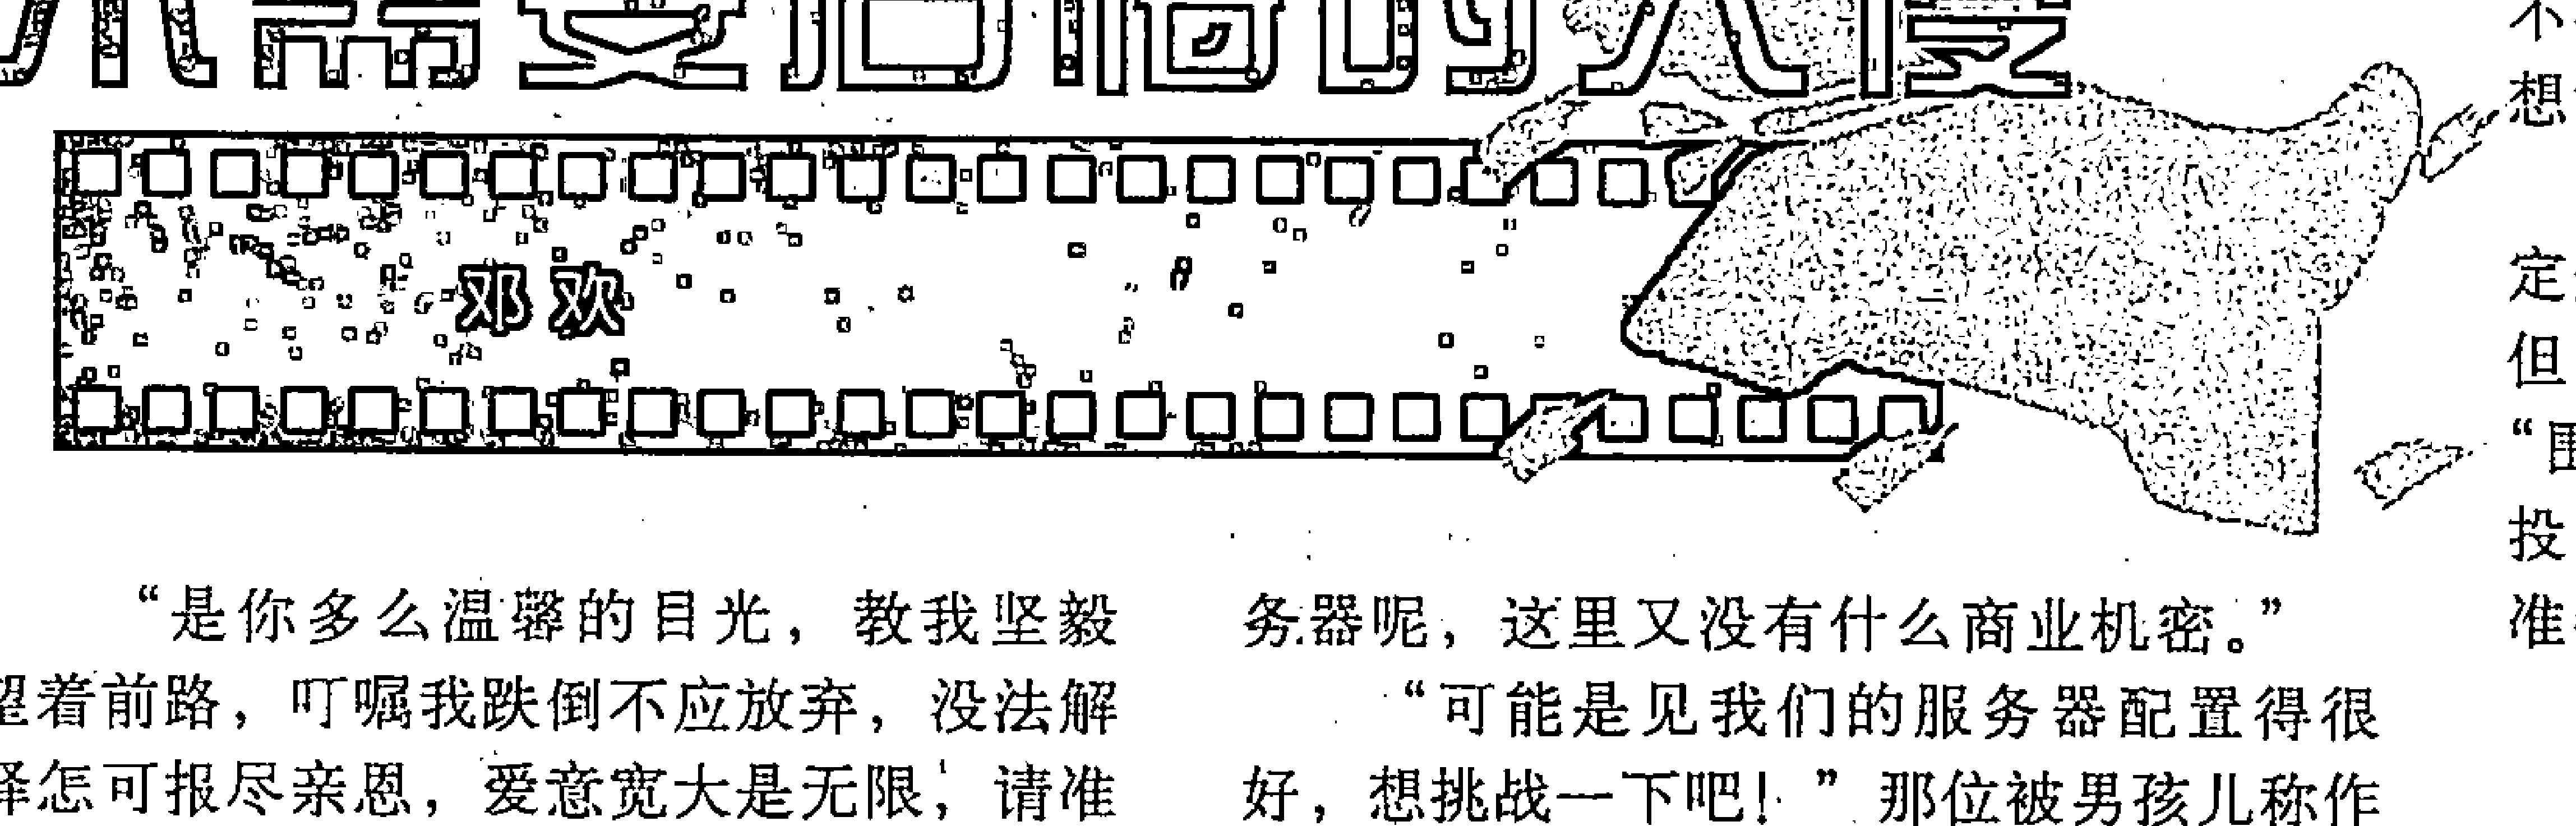 邓 欢
“是你多么温馨的目光，教我坚毅
望着前路，叮嘱我跌倒不应放弃，没法解
释怎可报尽亲恩，爱意宽大是无限，请准
务器呢，这里又没有什么商业机密。”
“可能是见我们的服务器配置得很
好，想挑战一下吧！”那位被男孩儿称作
不
想
定
但
“围
投
准